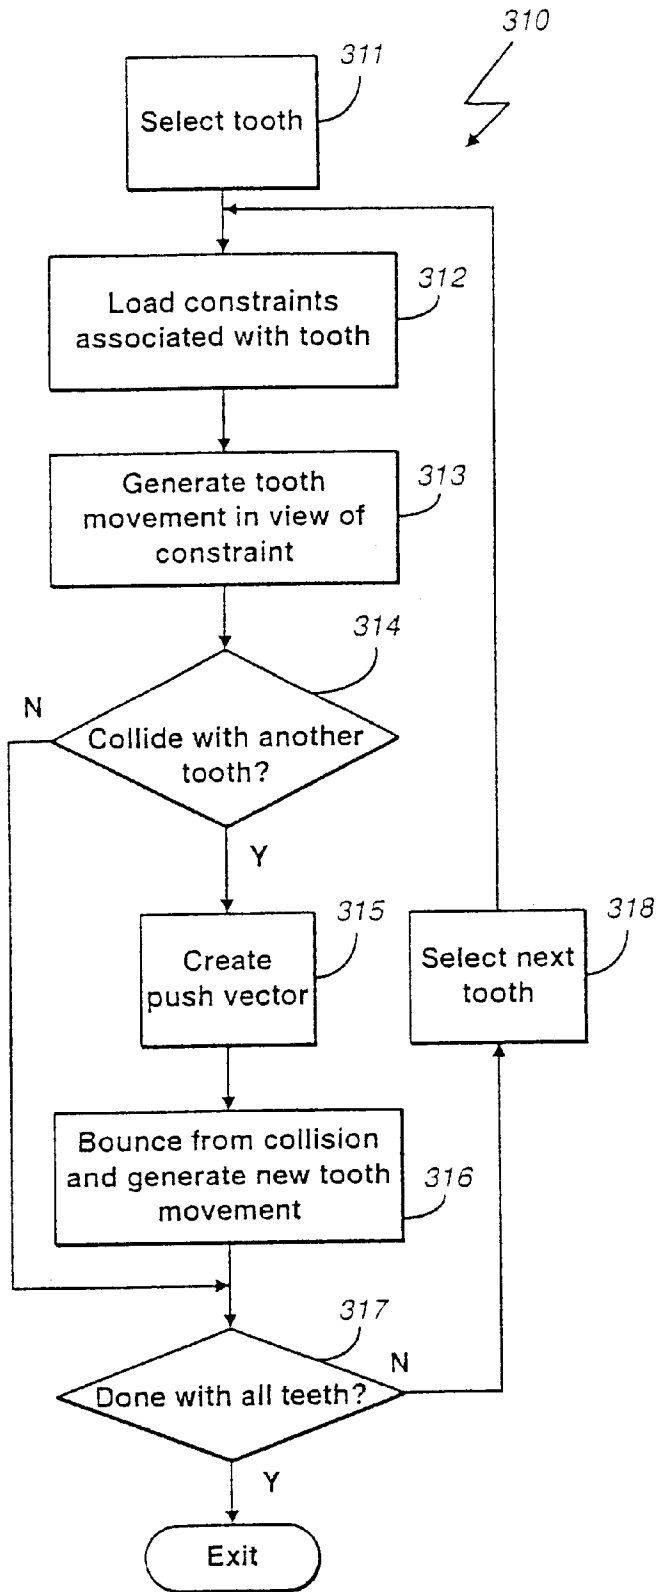 310
311
Select tooth
312
Load constraints
associated with tooth
313
Generate tooth
movement in view of
constraint
314
N
Collide with another
tooth?
Y
315
Create
push vector
318
Select next
tooth
Bounce from collision
and generate new tooth
movement
316
317
N
Done with all teeth?
Y
Exit